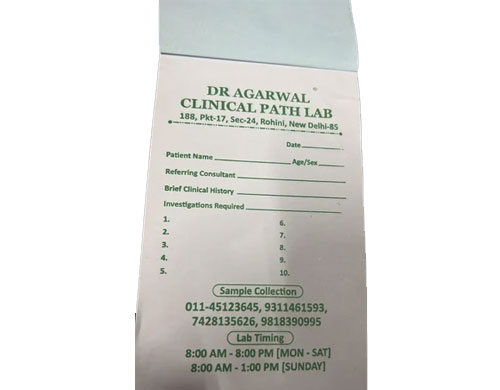 DR AGARWAL
CLINICAL PATH LAB
188, Pkt-17, Sec-24, Rohini, New Delhi-85
Date
Patient Name Age/Sex
Referring Consultant
Brief Clinical History
Investigations Required
1. 6.
2. 7.
3. 8.
4. 9.
5. 10.
Sample Collection
011-45123645, 9311461593,
7428135626, 9818390995
Lab Timing
8:00 AM - 8:00 PM [MON - SAT]
8:00 AM - 1:00 PM [SUNDAY]